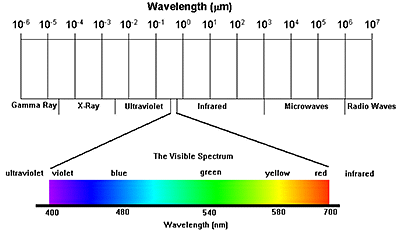 Wavelength (µm)
10⁻⁶ 10⁻⁵ 10⁻⁴ 10⁻³ 10⁻² 10⁻¹ 10⁰ 10¹ 10² 10³ 10⁴ 10⁵ 10⁶ 10⁷
Gamma Ray X-Ray Ultraviolet Infrared Microwaves Radio Waves
The Visible Spectrum
ultraviolet violet blue green yellow red infrared
400 480 540 580 700
Wavelength (nm)